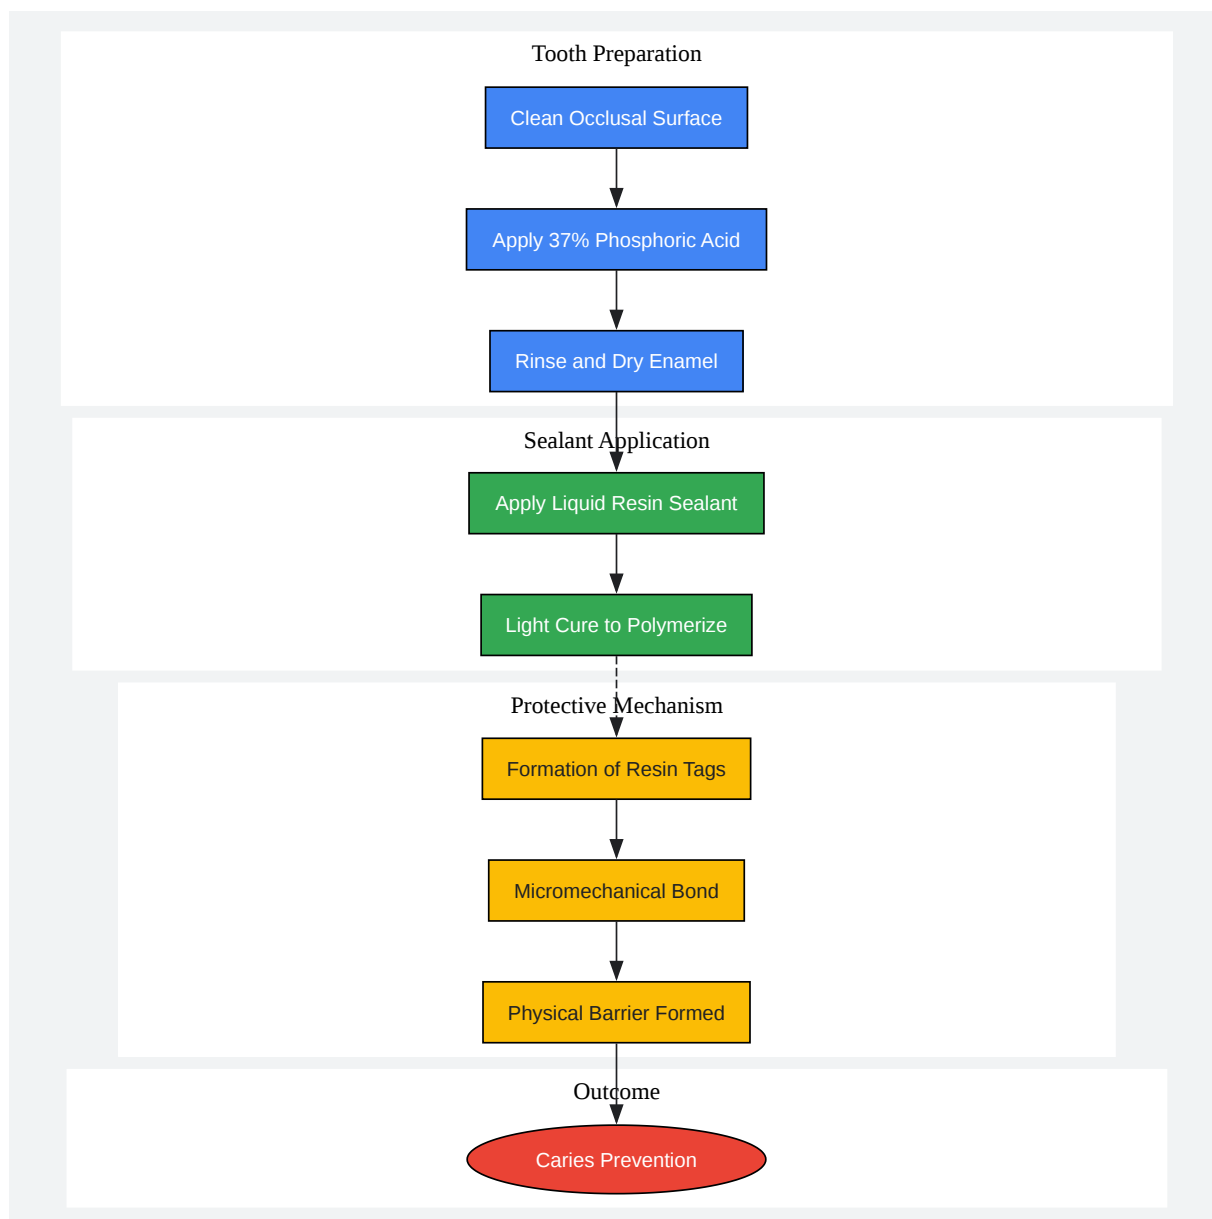 Tooth Preparation
Clean Occlusal Surface
Apply 37% Phosphoric Acid
Rinse and Dry Enamel
Sealant Application
Apply Liquid Resin Sealant
Light Cure to Polymerize
Protective Mechanism
Formation of Resin Tags
Micromechanical Bond
Physical Barrier Formed
Outcome
Caries Prevention